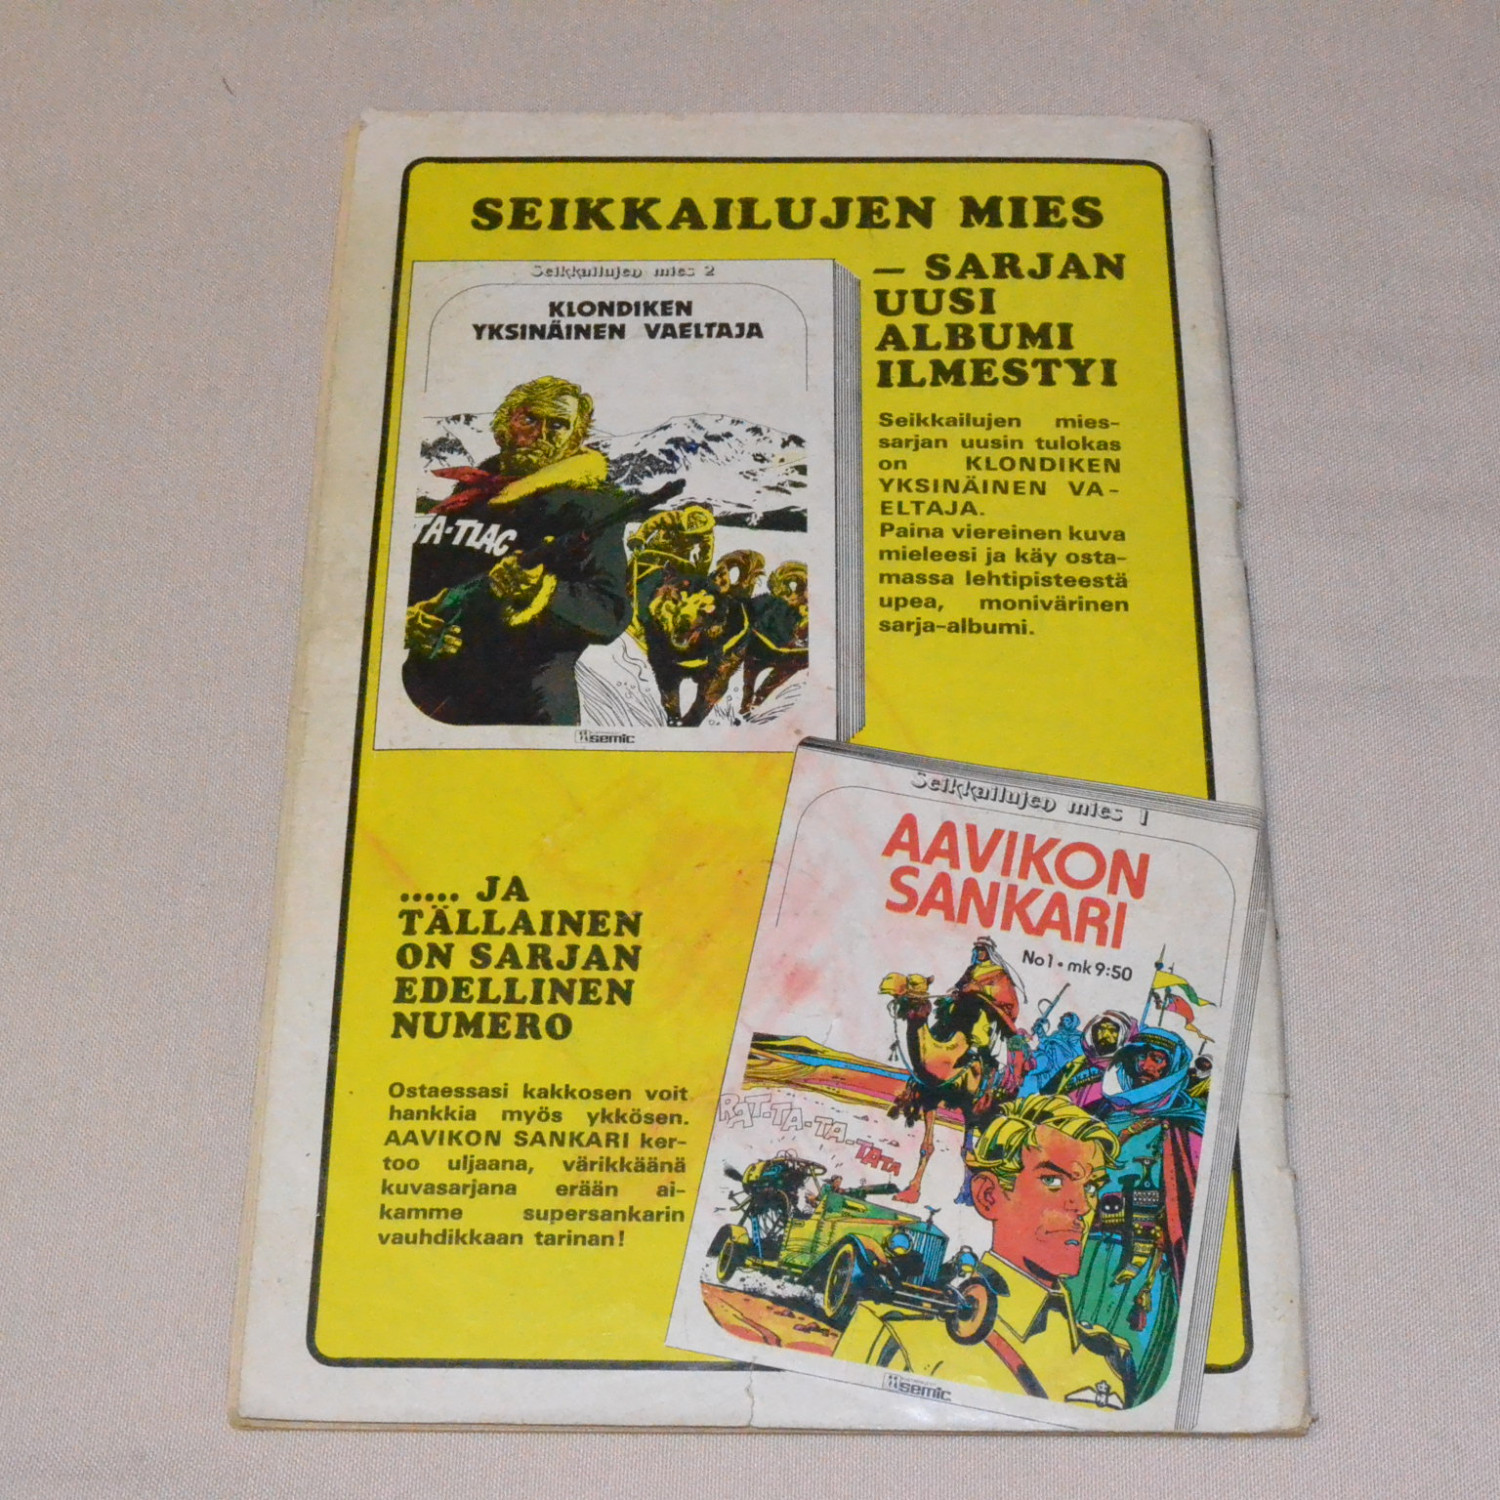 SEIKKAILUJEN MIES
— SARJAN
UUSI
ALBUMI
ILMESTYI
Seikkailujen mies 2
KLONDIKEN
YKSINÄINEN VAELTAJA
TA-TLAC
semic
Seikkailujen mies-
sarjan uusin tulokas
on KLONDIKEN
YKSINÄINEN VA-
ELTAJA.
Paina viereinen kuva
mieleesi ja käy osta-
massa lehtipisteestä
upea, monivärinen
sarja-albumi.
..... JA
TÄLLAINEN
ON SARJAN
EDELLINEN
NUMERO
Ostaessasi kakkosen voit
hankkia myös ykkösen.
AAVIKON SANKARI ker-
too uljaana, värikkäänä
kuvasarjana erään ai-
kamme supersankarin
vauhdikkaan tarinan!
Seikkailujen mies 1
AAVIKON
SANKARI
No 1 • mk 9:50
RAT-TA-TA-TA-TATA
semic